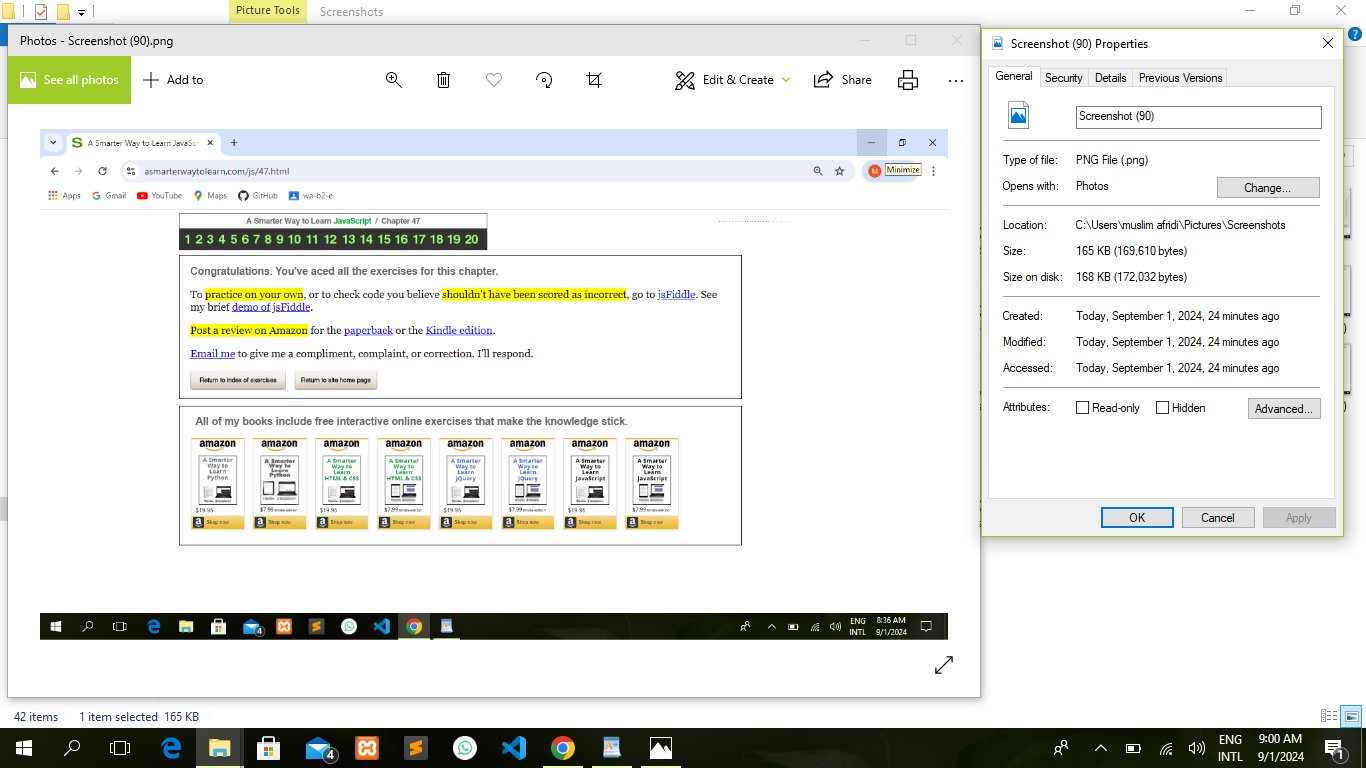 Picture Tools
Screenshots
Photos - Screenshot (90).png
See all photos
Add to
Edit & Create
Share
A Smarter Way to Learn JavaSc
asmarterwaytolearn.com/js/47.html
M
Minimize
Apps
Gmail
YouTube
Maps
GitHub
wa-b2-e
A Smarter Way to Learn JavaScript / Chapter 47
1 2 3 4 5 6 7 8 9 10 11 12 13 14 15 16 17 18 19 20
Congratulations. You've aced all the exercises for this chapter.
To practice on your own, or to check code you believe shouldn't have been scored as incorrect, go to jsFiddle. See
my brief demo of jsFiddle.
Post a review on Amazon for the paperback or the Kindle edition.
Email me to give me a compliment, complaint, or correction. I'll respond.
Return to index of exercises
Return to site home page
All of my books include free interactive online exercises that make the knowledge stick.
amazon amazon amazon amazon amazon amazon amazon amazon
A Smarter A Smarter A Smarter A Smarter A Smarter A Smarter A Smarter A Smarter
Way to Way to Way to Way to Way to Way to Way to Way to
Learn Learn Learn Learn Learn Learn Learn Learn
Python Python HTML & CSS HTML & CSS jQuery jQuery JavaScript JavaScript
$19.95 $7.99 Kindle edition $19.95 $7.99 Kindle edition $19.95 $7.99 Kindle edition $19.95 $7.99 Kindle edition
a Shop now a Shop now a Shop now a Shop now a Shop now a Shop now a Shop now a Shop now
4
ENG
INTL
8:36 AM
9/1/2024
42 items
1 item selected 165 KB
Screenshot (90) Properties
General
Security
Details
Previous Versions
Screenshot (90)
Type of file: PNG File (.png)
Opens with: Photos
Change...
Location: C:\Users\muslim afridi\Pictures\Screenshots
Size: 165 KB (169,610 bytes)
Size on disk: 168 KB (172,032 bytes)
Created: Today, September 1, 2024, 24 minutes ago
Modified: Today, September 1, 2024, 24 minutes ago
Accessed: Today, September 1, 2024, 24 minutes ago
Attributes: Read-only Hidden
Advanced...
OK
Cancel
Apply
4
ENG
INTL
9:00 AM
9/1/2024
1